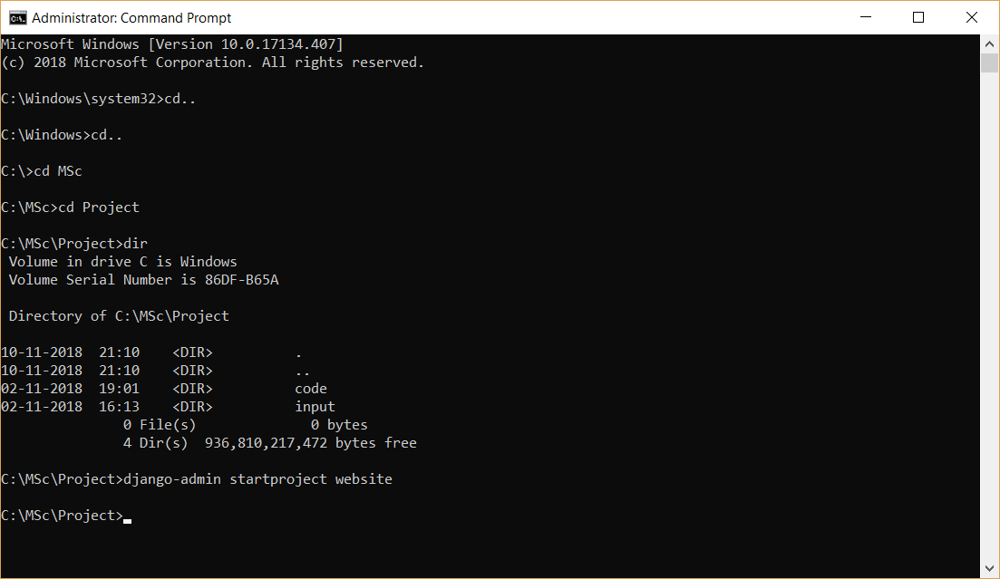 Administrator: Command Prompt
Microsoft Windows [Version 10.0.17134.407]
(c) 2018 Microsoft Corporation. All rights reserved.
C:\Windows\system32>cd..
C:\Windows>cd..
C:\>cd MSc
C:\MSc>cd Project
C:\MSc\Project>dir
Volume in drive C is Windows
Volume Serial Number is 86DF-B65A
Directory of C:\MSc\Project
10-11-2018  21:10    <DIR>          .
10-11-2018  21:10    <DIR>          ..
02-11-2018  19:01    <DIR>          code
02-11-2018  16:13    <DIR>          input
0 File(s)              0 bytes
4 Dir(s)  936,810,217,472 bytes free
C:\MSc\Project>django-admin startproject website
C:\MSc\Project>